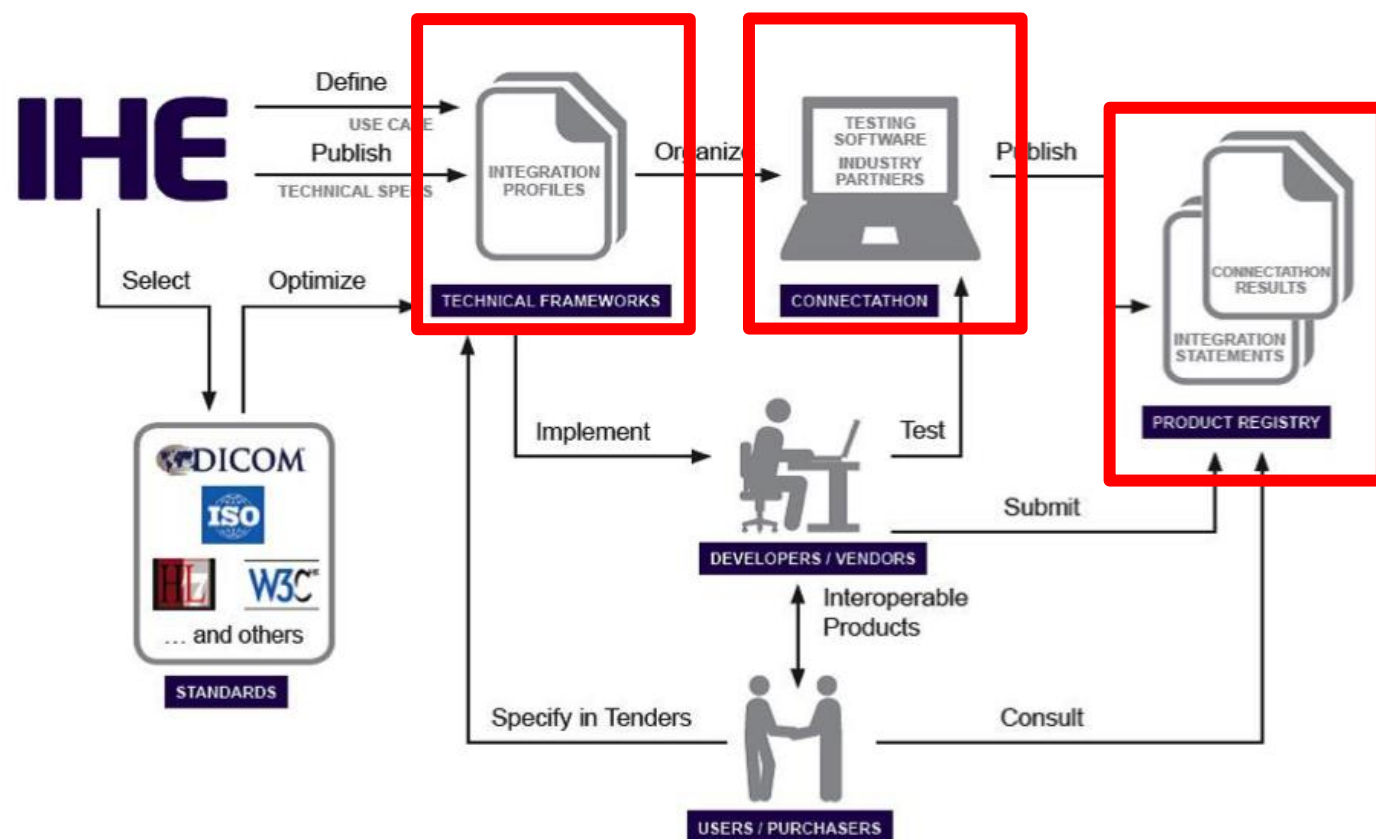 IHE
Define
USE CASE
Publish
TECHNICAL SPECS
INTEGRATION
PROFILES
TECHNICAL FRAMEWORKS
Organize
TESTING
SOFTWARE
INDUSTRY
PARTNERS
CONNECTATHON
Publish
CONNECTATHON
RESULTS
INTEGRATION
STATEMENTS
PRODUCT REGISTRY
Select
Optimize
DICOM
ISO
HL7
W3C
... and others
STANDARDS
Implement
Test
Submit
DEVELOPERS / VENDORS
Interoperable
Products
Specify in Tenders
Consult
USERS / PURCHASERS